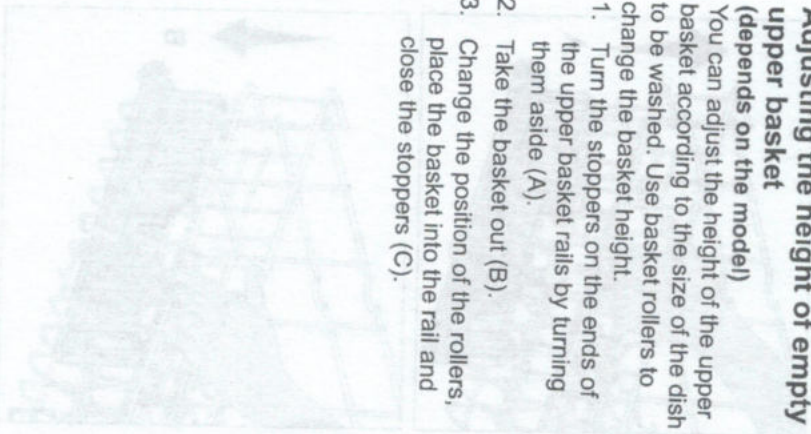 Adjusting the height of empty
upper basket
(depends on the model)
You can adjust the height of the upper
basket according to the size of the dish
to be washed. Use basket rollers to
change the basket height.
1. Turn the stoppers on the ends of
the upper basket rails by turning
them aside (A).
2. Take the basket out (B).
3. Change the position of the rollers,
place the basket into the rail and
close the stoppers (C).